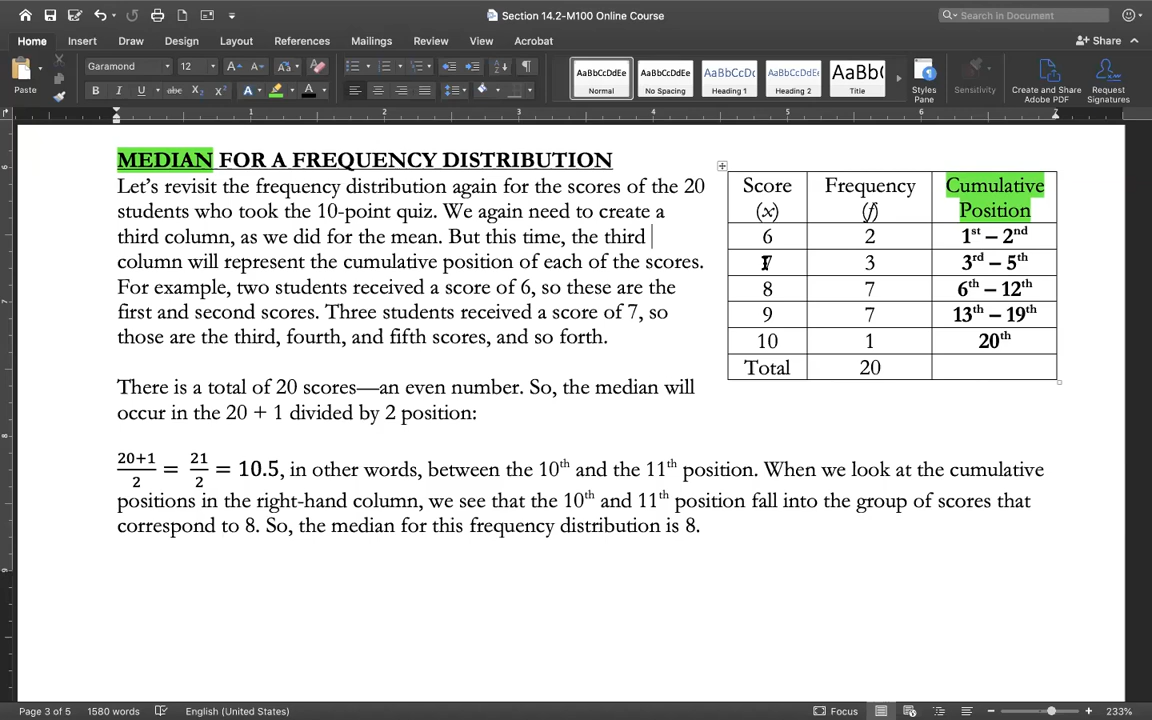 Section 14.2-M100 Online Course
Search in Document
Home Insert Draw Design Layout References Mailings Review View Acrobat
Share
Paste
Garamond 12
AaBbCcDdEe AaBbCcDdEe AaBbCcDc AaBbCcDdEe AaBb(
Normal No Spacing Heading 1 Heading 2 Title
Styles Pane
Sensitivity
Create and Share Adobe PDF
Request Signatures
MEDIAN FOR A FREQUENCY DISTRIBUTION
Let’s revisit the frequency distribution again for the scores of the 20
students who took the 10-point quiz. We again need to create a
third column, as we did for the mean. But this time, the third
column will represent the cumulative position of each of the scores.
For example, two students received a score of 6, so these are the
first and second scores. Three students received a score of 7, so
those are the third, fourth, and fifth scores, and so forth.
Score Frequency Cumulative
(x) (f) Position
6 2 1st – 2nd
7 3 3rd – 5th
8 7 6th – 12th
9 7 13th – 19th
10 1 20th
Total 20
There is a total of 20 scores—an even number. So, the median will
occur in the 20 + 1 divided by 2 position:
20+1/2 = 21/2 = 10.5, in other words, between the 10th and the 11th position. When we look at the cumulative
positions in the right-hand column, we see that the 10th and 11th position fall into the group of scores that
correspond to 8. So, the median for this frequency distribution is 8.
Page 3 of 5 1580 words English (United States) Focus 233%